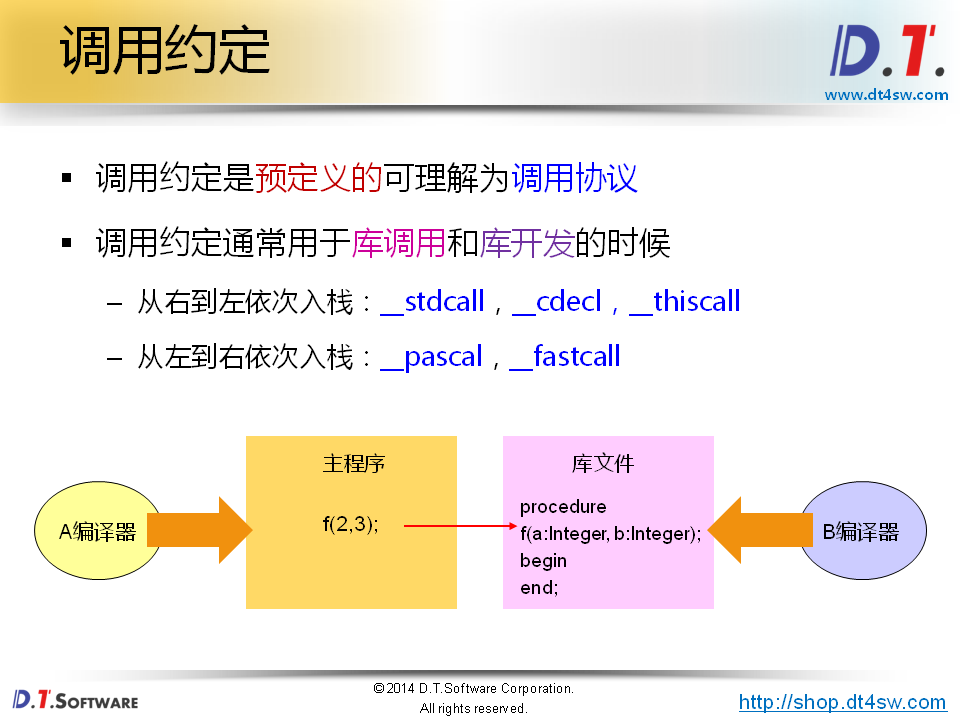 调用约定
D.T.
www.dt4sw.com
▪ 调用约定是预定义的可理解为调用协议
▪ 调用约定通常用于库调用和库开发的时候
– 从右到左依次入栈：__stdcall，__cdecl，__thiscall
– 从左到右依次入栈：__pascal，__fastcall
主程序
库文件
A编译器
f(2,3);
procedure
f(a:Integer, b:Integer);
begin
end;
B编译器
D.T.SOFTWARE
©2014 D.T.Software Corporation.
All rights reserved.
http://shop.dt4sw.com